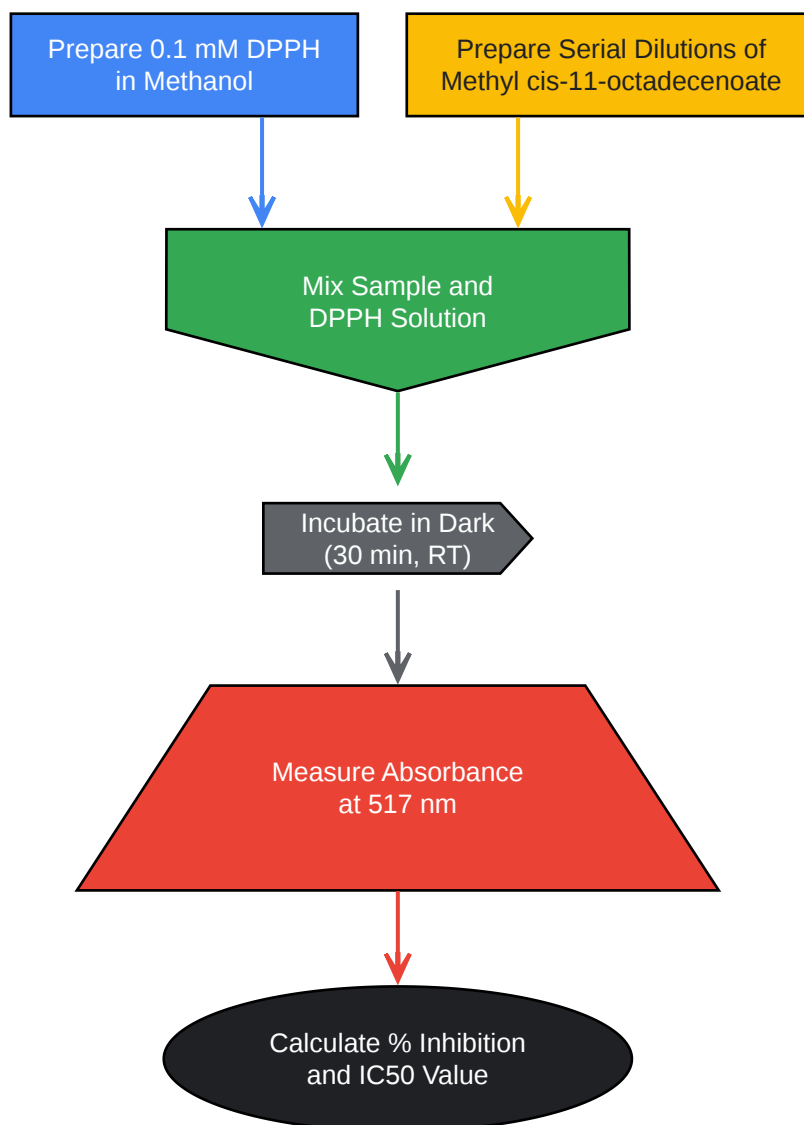 Prepare 0.1 mM DPPH
in Methanol
Prepare Serial Dilutions of
Methyl cis-11-octadecenoate
Mix Sample and
DPPH Solution
Incubate in Dark
(30 min, RT)
Measure Absorbance
at 517 nm
Calculate % Inhibition
and IC50 Value